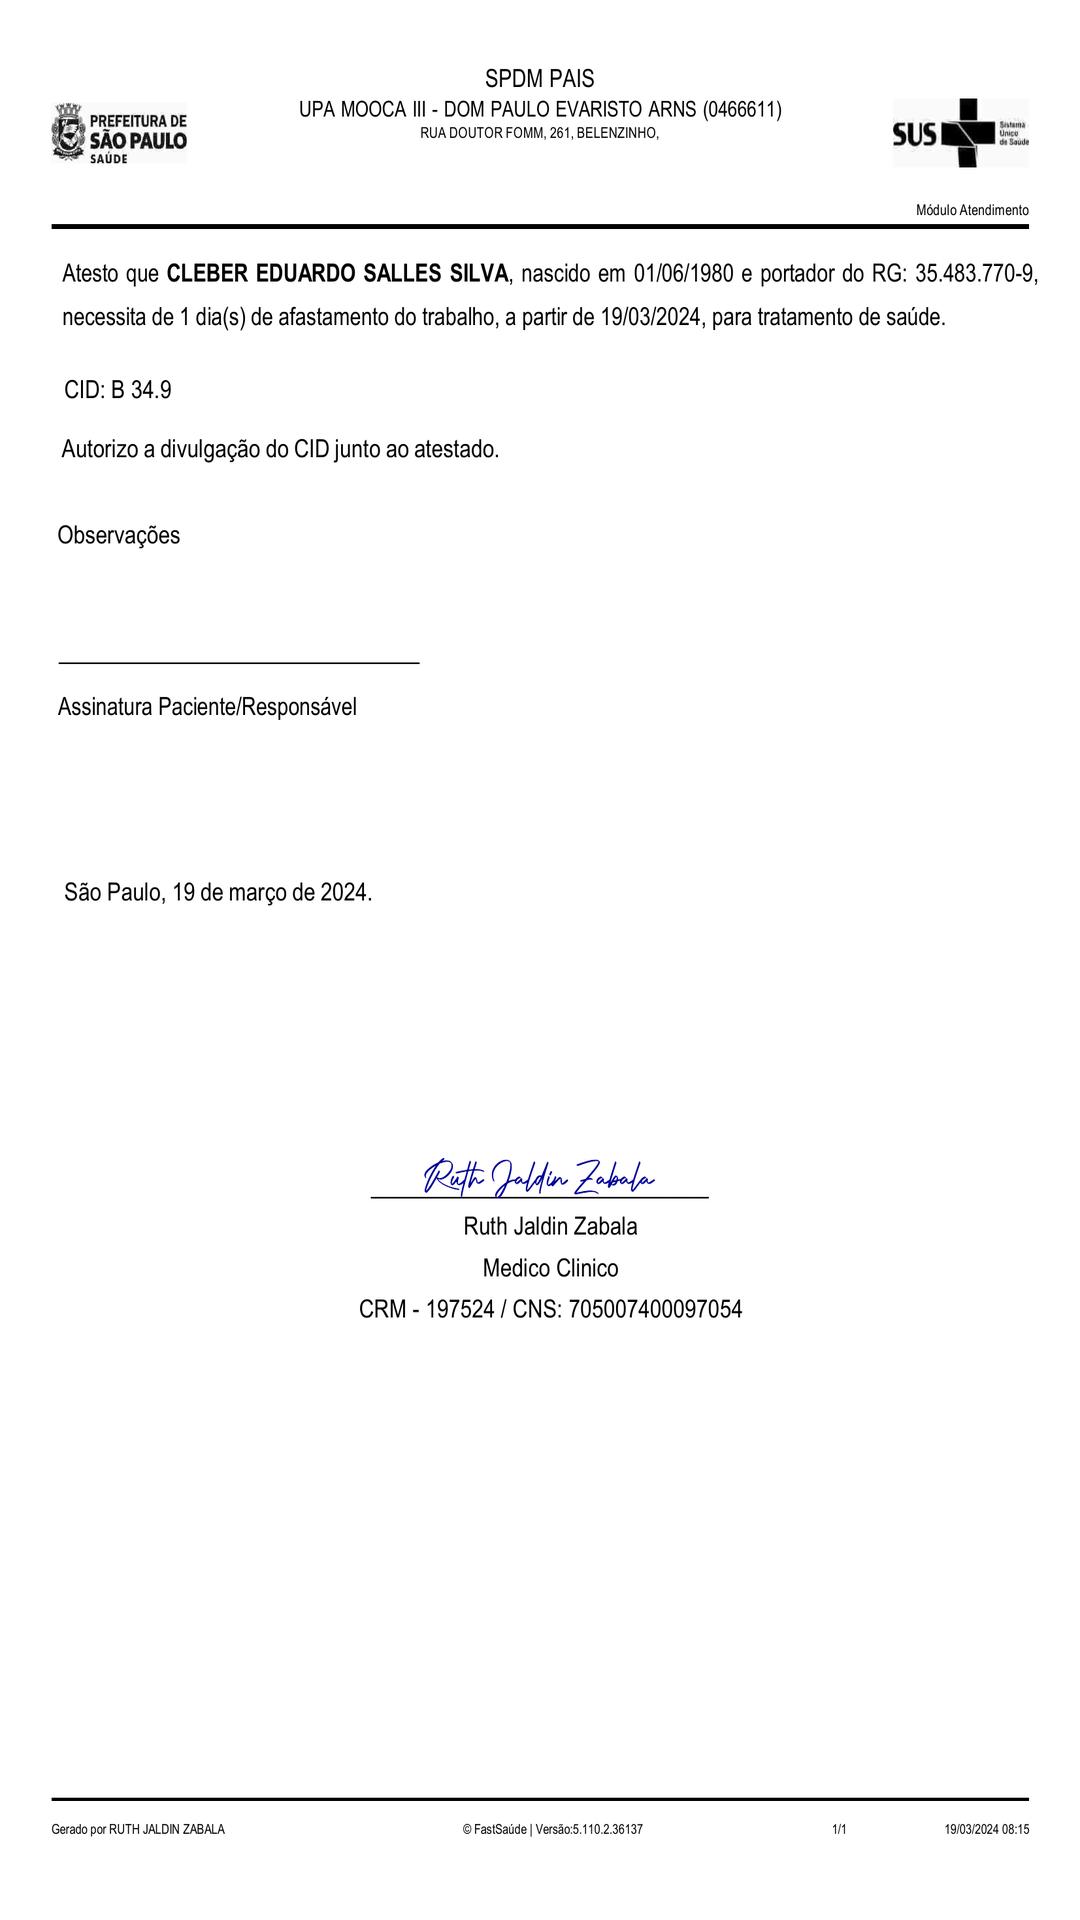 SPDM PAIS
UPA MOOCA III - DOM PAULO EVARISTO ARNS (0466611)
RUA DOUTOR FOMM, 261, BELENZINHO,
PREFEITURA DE
SÃO PAULO
SAÚDE
SUS
Sistema
Único
de Saúde
Módulo Atendimento
Atesto que CLEBER EDUARDO SALLES SILVA, nascido em 01/06/1980 e portador do RG: 35.483.770-9,
necessita de 1 dia(s) de afastamento do trabalho, a partir de 19/03/2024, para tratamento de saúde.
CID: B 34.9
Autorizo a divulgação do CID junto ao atestado.
Observações
Assinatura Paciente/Responsável
São Paulo, 19 de março de 2024.
Ruth Jaldin Zabala
Ruth Jaldin Zabala
Medico Clinico
CRM - 197524 / CNS: 705007400097054
Gerado por RUTH JALDIN ZABALA
© FastSaúde | Versão:5.110.2.36137
1/1
19/03/2024 08:15